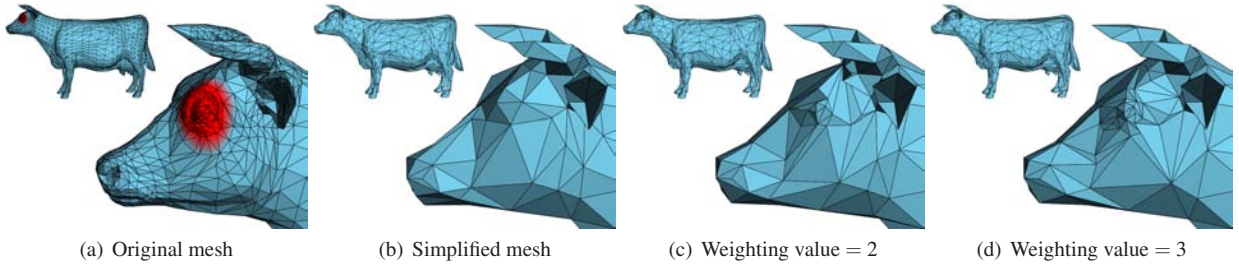 (a) Original mesh
(b) Simplified mesh
(c) Weighting value = 2
(d) Weighting value = 3